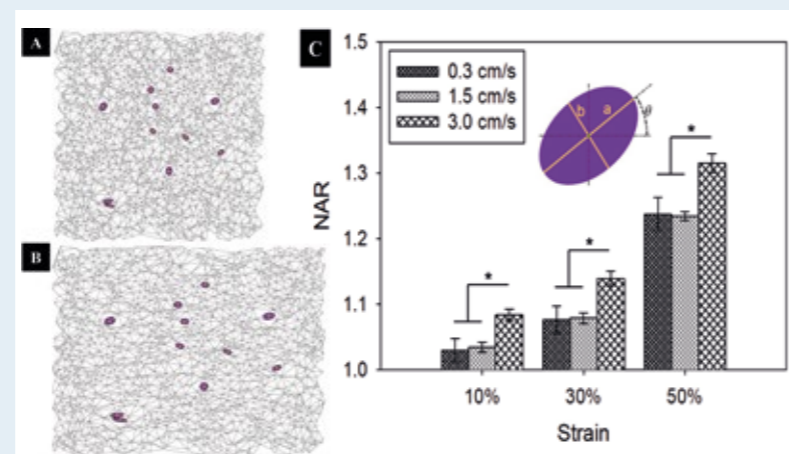 A
B
C
1.5
1.4
1.3
1.2
1.1
1.0
NAR
0.3 cm/s
1.5 cm/s
3.0 cm/s
b
a
θ
*
*
*
10%
30%
50%
Strain